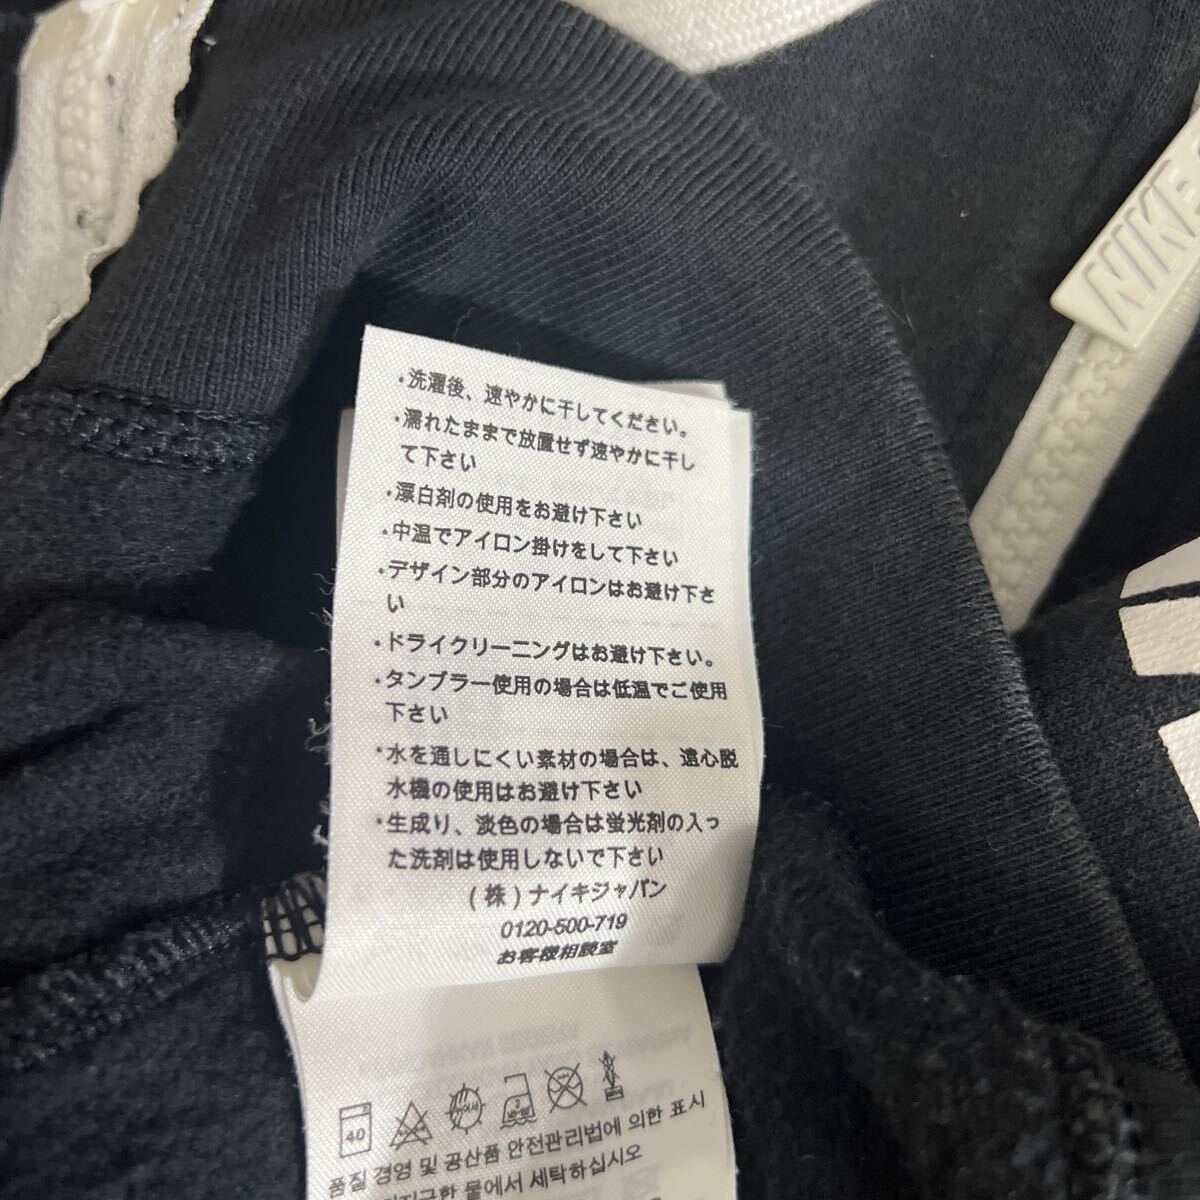 NIKE
・洗濯後、速やかに干してください。
・濡れたままで放置せず速やかに干し
て下さい
・漂白剤の使用をお避け下さい
・中温でアイロン掛けをして下さい
・デザイン部分のアイロンはお避け下さ
い
・ドライクリーニングはお避け下さい。
・タンブラー使用の場合は低温でご使用
下さい
・水を通しにくい素材の場合は、遠心脱
水機の使用はお避け下さい
・生成り、淡色の場合は蛍光剤の入っ
た洗剤は使用しないで下さい
(株)ナイキジャパン
0120-500-719
お客様相談室
40
품질 경영 및 공산품 안전관리법에 의한 표시
물에서 세탁하십시오